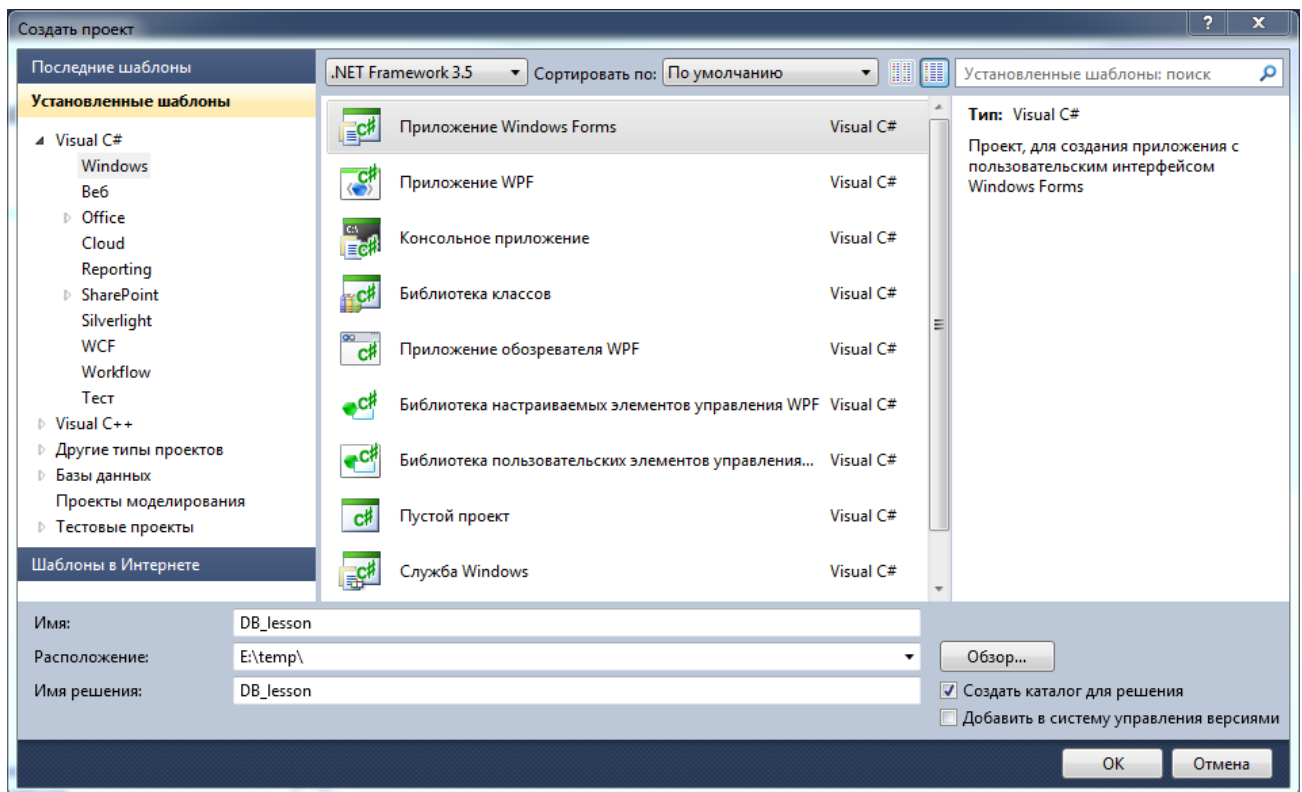 Создать проект
Последние шаблоны
Установленные шаблоны
Visual C#
Windows
Веб
Office
Cloud
Reporting
SharePoint
Silverlight
WCF
Workflow
Тест
Visual C++
Другие типы проектов
Базы данных
Проекты моделирования
Тестовые проекты
Шаблоны в Интернете
.NET Framework 3.5 Сортировать по: По умолчанию
Приложение Windows Forms Visual C#
Приложение WPF Visual C#
Консольное приложение Visual C#
Библиотека классов Visual C#
Приложение обозревателя WPF Visual C#
Библиотека настраиваемых элементов управления WPF Visual C#
Библиотека пользовательских элементов управления... Visual C#
Пустой проект Visual C#
Служба Windows Visual C#
Установленные шаблоны: поиск
Тип: Visual C#
Проект, для создания приложения с
пользовательским интерфейсом
Windows Forms
Имя: DB_lesson
Расположение: E:\temp\
Имя решения: DB_lesson
Обзор...
Создать каталог для решения
Добавить в систему управления версиями
OK Отмена